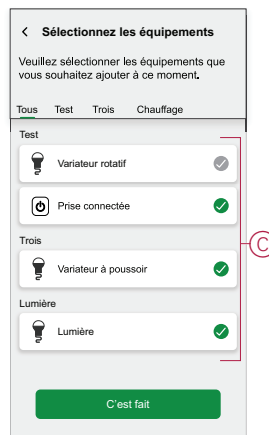 Sélectionnez les équipements
Veuillez sélectionner les équipements que
vous souhaitez ajouter à ce moment.
Tous Test Trois Chauffage
Test
Variateur rotatif
Prise connectée
Trois
Variateur à poussoir
Lumière
Lumière
C'est fait
C